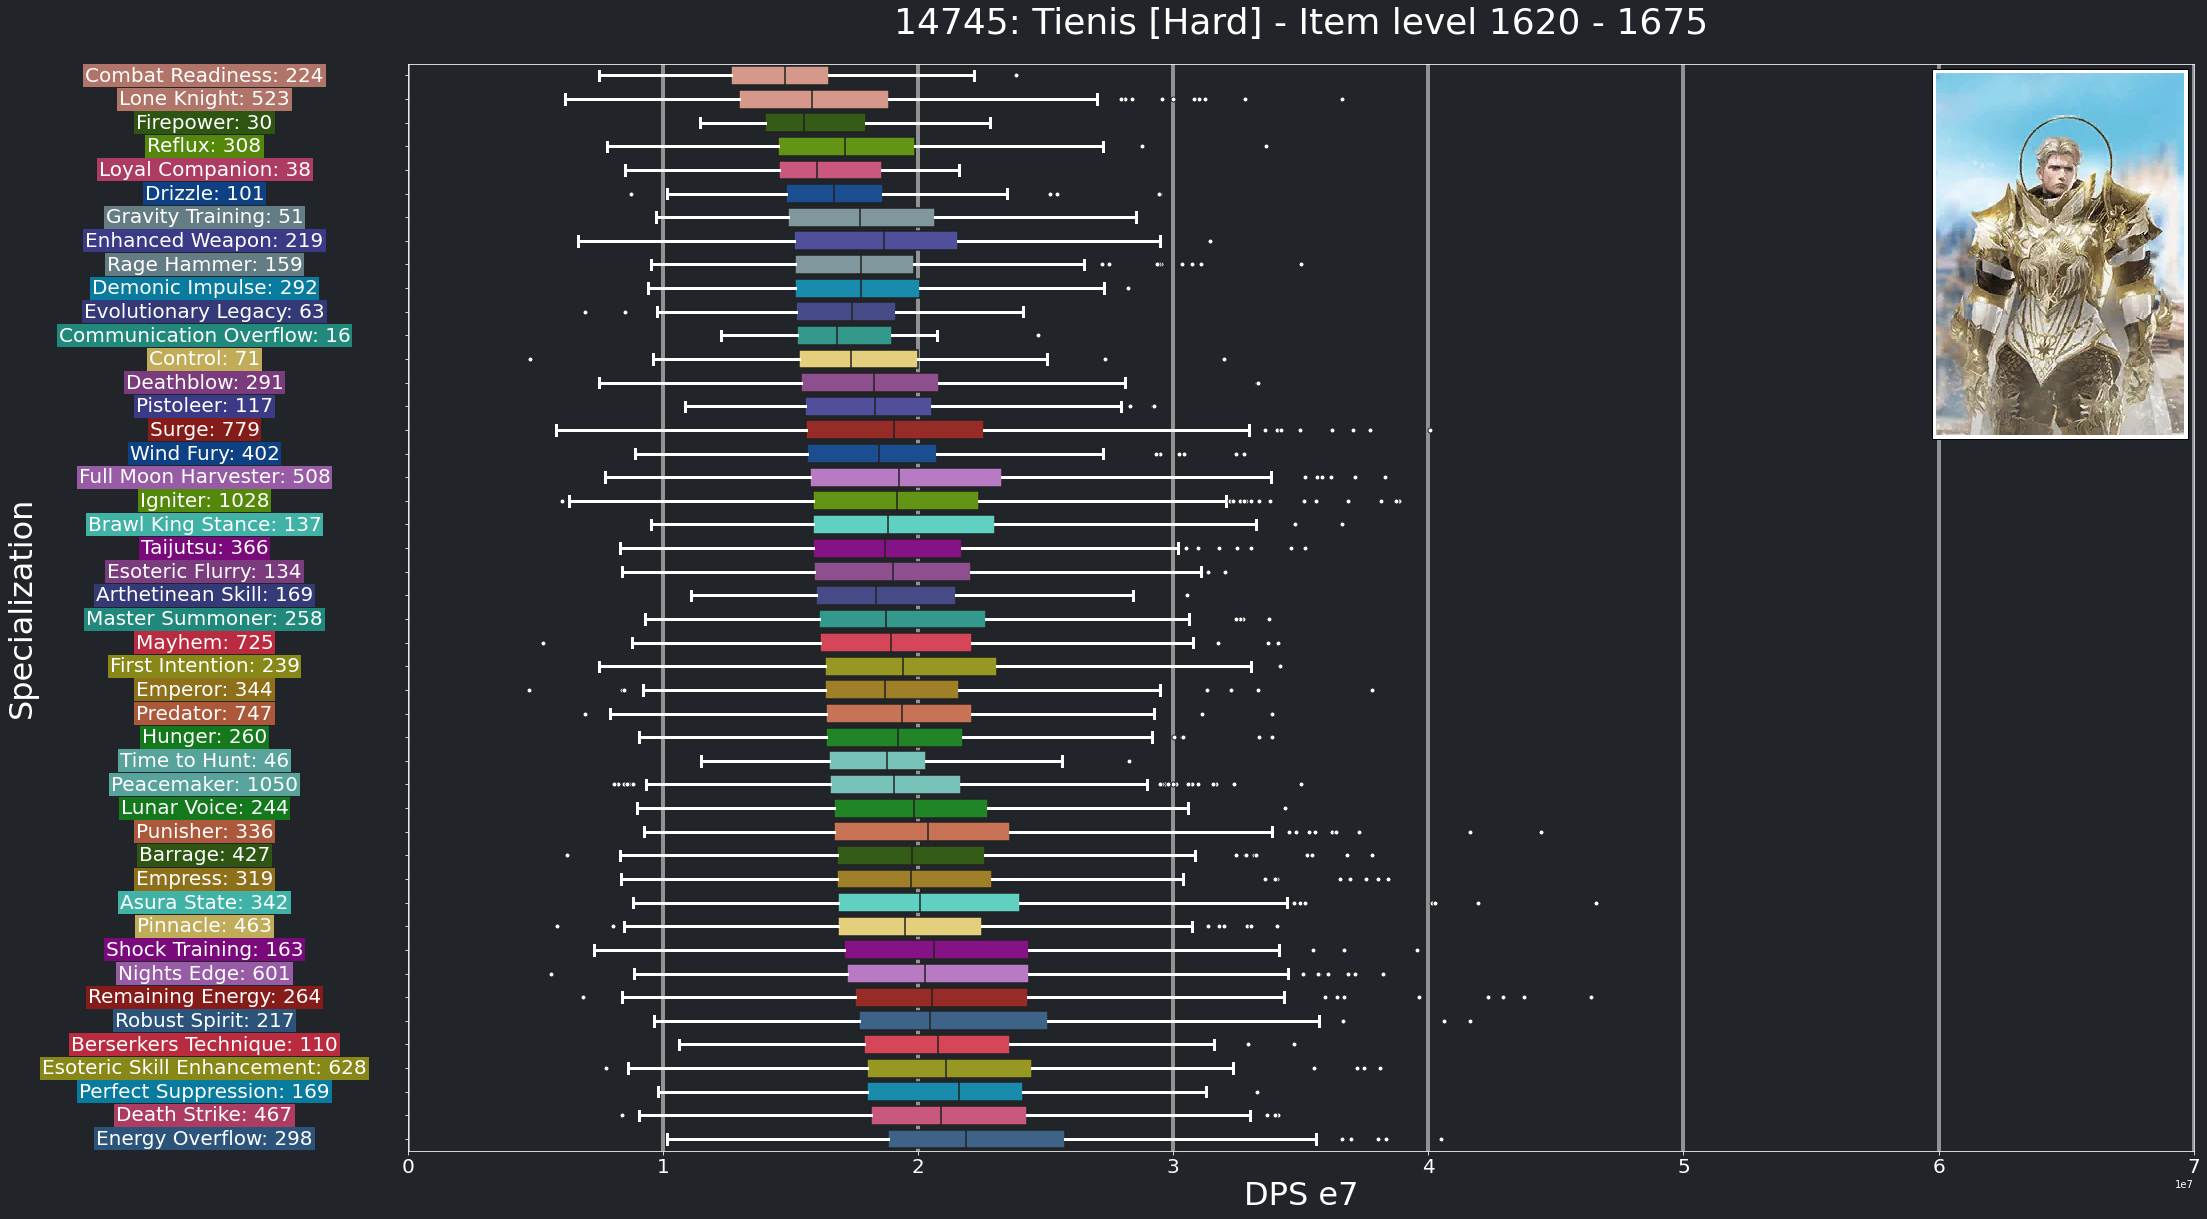 14745: Tienis [Hard] - Item level 1620 - 1675
Combat Readiness: 224
Lone Knight: 523
Firepower: 30
Reflux: 308
Loyal Companion: 38
Drizzle: 101
Gravity Training: 51
Enhanced Weapon: 219
Rage Hammer: 159
Demonic Impulse: 292
Evolutionary Legacy: 63
Communication Overflow: 16
Control: 71
Deathblow: 291
Pistoleer: 117
Surge: 779
Wind Fury: 402
Full Moon Harvester: 508
Igniter: 1028
Brawl King Stance: 137
Taijutsu: 366
Esoteric Flurry: 134
Arthetinean Skill: 169
Master Summoner: 258
Mayhem: 725
First Intention: 239
Emperor: 344
Predator: 747
Hunger: 260
Time to Hunt: 46
Peacemaker: 1050
Lunar Voice: 244
Punisher: 336
Barrage: 427
Empress: 319
Asura State: 342
Pinnacle: 463
Shock Training: 163
Nights Edge: 601
Remaining Energy: 264
Robust Spirit: 217
Berserkers Technique: 110
Esoteric Skill Enhancement: 628
Perfect Suppression: 169
Death Strike: 467
Energy Overflow: 298
Specialization
0 1 2 3 4 5 6 7
DPS e7
1e7